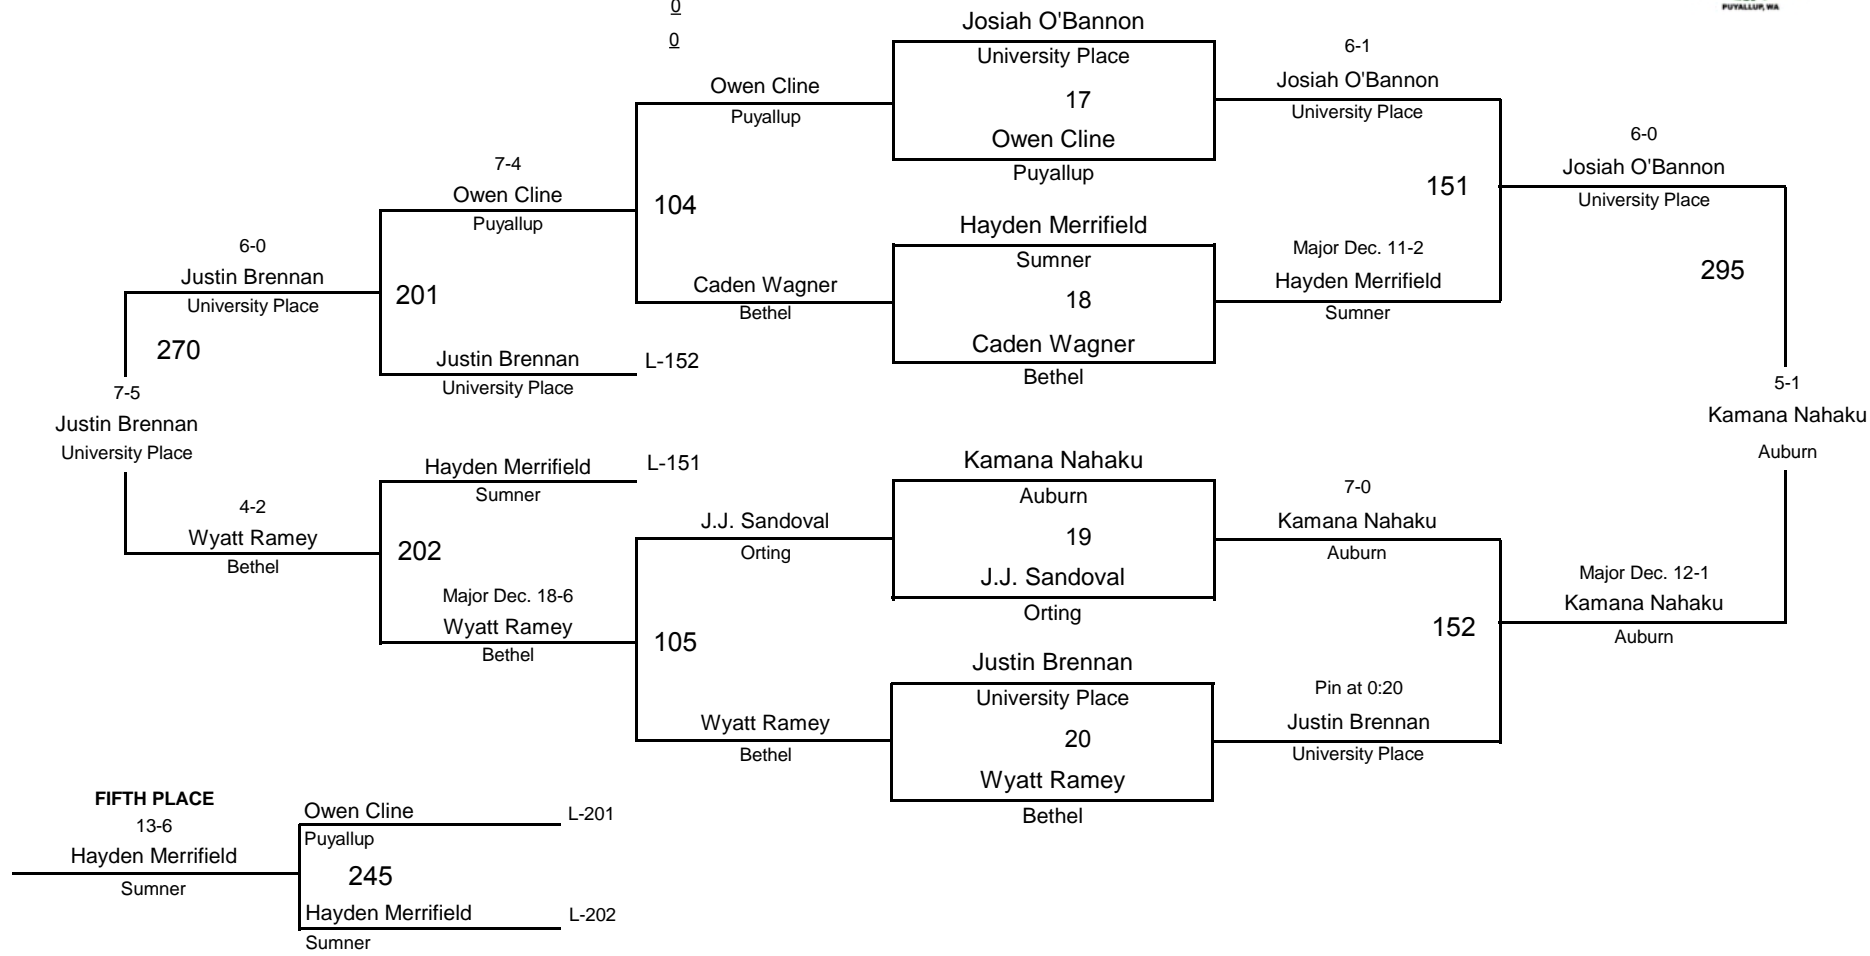 0
PUYALLUP, WA
0
Josiah O'Bannon
University Place
17
Owen Cline
Puyallup
6-1
Josiah O'Bannon
University Place
Owen Cline
Puyallup
7-4
Owen Cline
Puyallup
104
151
6-0
Josiah O'Bannon
University Place
Hayden Merrifield
Sumner
18
Caden Wagner
Bethel
Major Dec. 11-2
Hayden Merrifield
Sumner
295
6-0
Justin Brennan
University Place
201
Caden Wagner
Bethel
270
Justin Brennan
University Place
L-152
7-5
Justin Brennan
University Place
5-1
Kamana Nahaku
Auburn
Hayden Merrifield
Sumner
L-151
Kamana Nahaku
Auburn
19
J.J. Sandoval
Orting
7-0
Kamana Nahaku
Auburn
4-2
Wyatt Ramey
Bethel
202
J.J. Sandoval
Orting
Major Dec. 18-6
Wyatt Ramey
Bethel
105
152
Major Dec. 12-1
Kamana Nahaku
Auburn
Justin Brennan
University Place
20
Wyatt Ramey
Bethel
Pin at 0:20
Justin Brennan
University Place
Wyatt Ramey
Bethel
FIFTH PLACE
13-6
Hayden Merrifield
Sumner
Owen Cline
Puyallup
L-201
245
Hayden Merrifield
Sumner
L-202